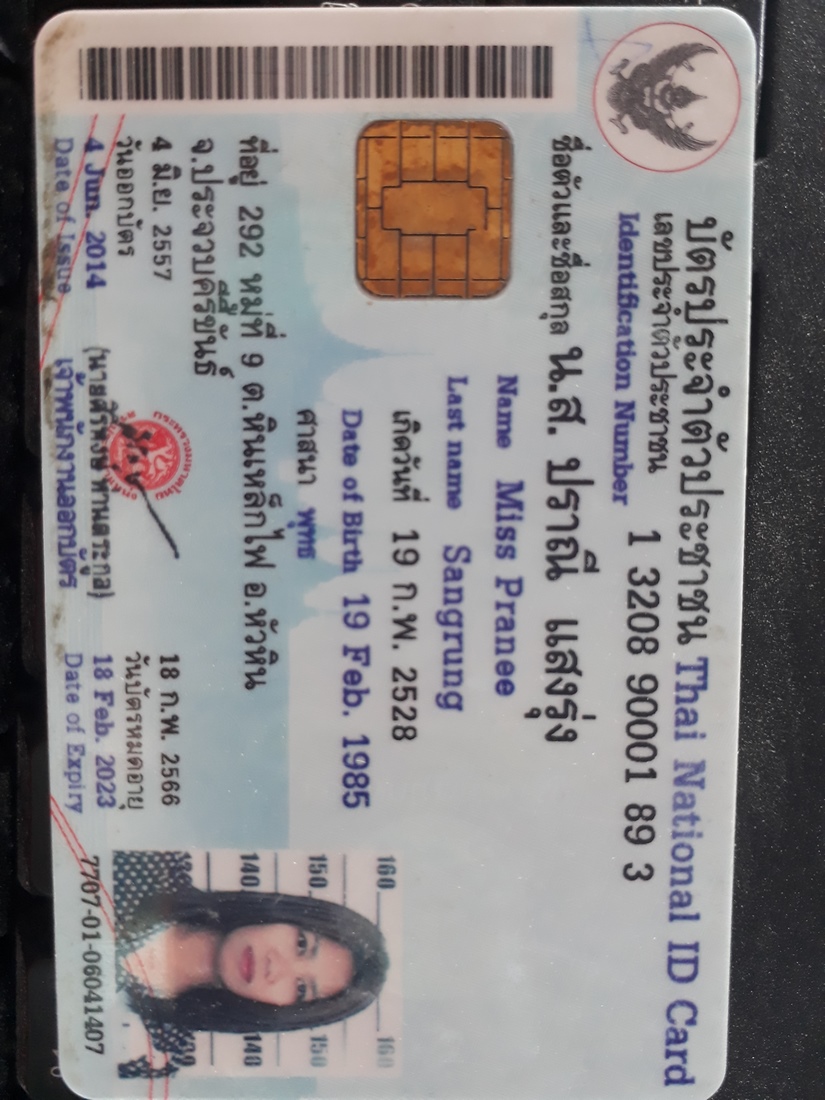 บัตรประจำตัวประชาชน Thai National ID Card
เลขประจำตัวประชาชน 1 3208 90001 89 3
Identification Number
ชื่อตัวและชื่อสกุล น.ส. ปราณี แสงรุ่ง
Name Miss Pranee
Last name Sangrung
เกิดวันที่ 19 ก.พ. 2528
Date of Birth 19 Feb. 1985
ศาสนา พุทธ
ที่อยู่ 292 หมู่ที่ 9 ต.หินเหล็กไฟ อ.หัวหิน
จ.ประจวบคีรีขันธ์
4 มิ.ย. 2557
วันออกบัตร
4 Jun. 2014
Date of Issue
เจ้าพนักงานออกบัตร
18 ก.พ. 2566
วันบัตรหมดอายุ
18 Feb. 2023
Date of Expiry
160 160
150 150
140 140
7707-01-06041407